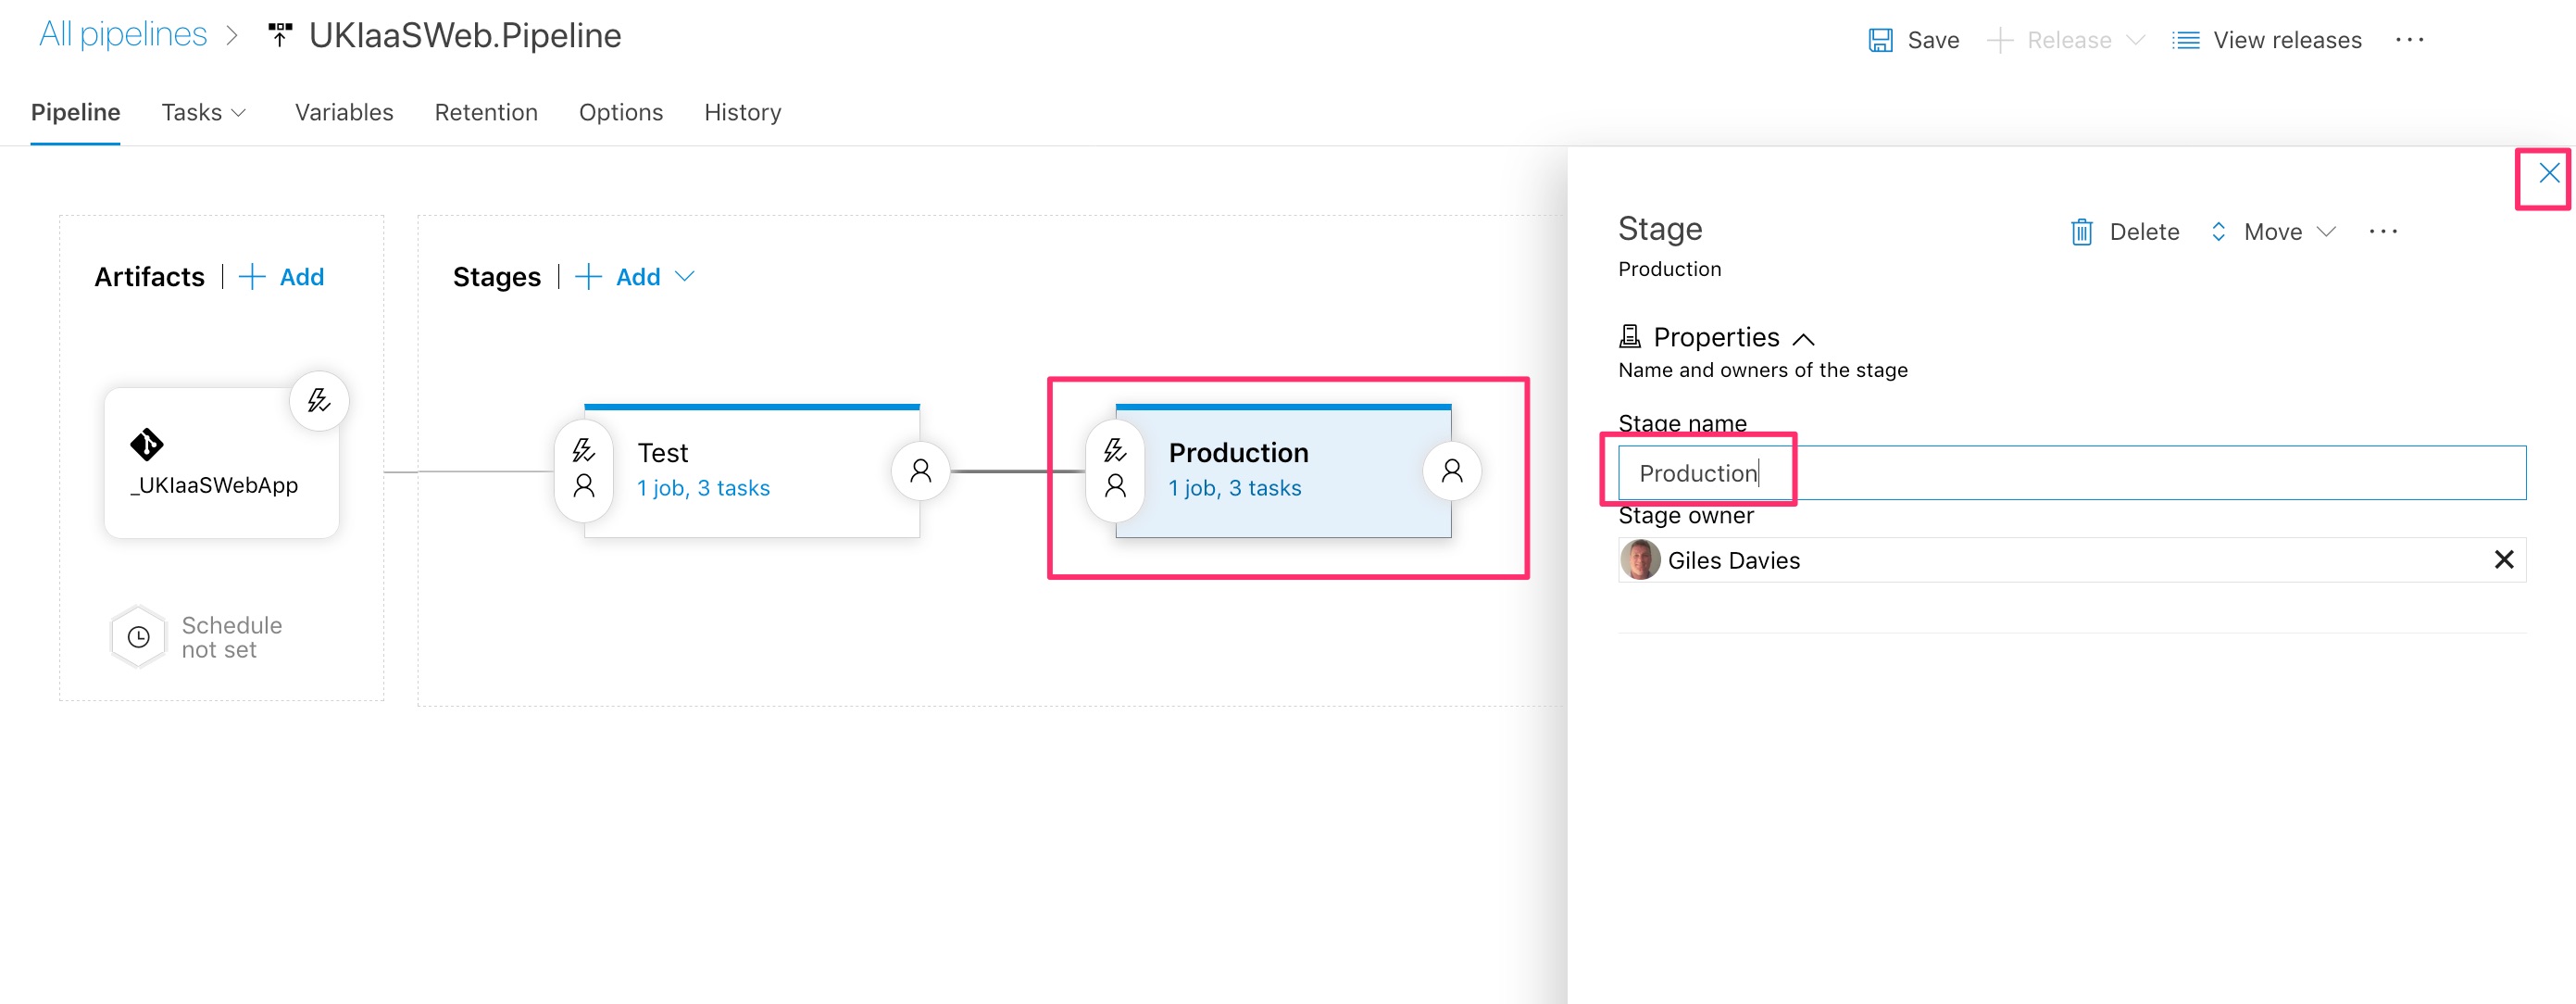 All pipelines > UKIaaSWeb.Pipeline
Save Release View releases ...
Pipeline Tasks Variables Retention Options History
Artifacts | + Add
Stages | + Add
_UKIaaSWebApp
Schedule
not set
Test
1 job, 3 tasks
Production
1 job, 3 tasks
Stage
Delete Move ...
Production
Properties
Name and owners of the stage
Stage name
Production
Stage owner
Giles Davies